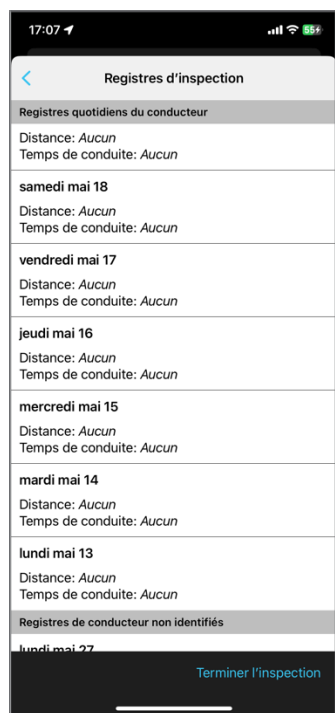 17:07
55
Registres d'inspection
Registres quotidiens du conducteur
Distance: Aucun
Temps de conduite: Aucun
samedi mai 18
Distance: Aucun
Temps de conduite: Aucun
vendredi mai 17
Distance: Aucun
Temps de conduite: Aucun
jeudi mai 16
Distance: Aucun
Temps de conduite: Aucun
mercredi mai 15
Distance: Aucun
Temps de conduite: Aucun
mardi mai 14
Distance: Aucun
Temps de conduite: Aucun
lundi mai 13
Distance: Aucun
Temps de conduite: Aucun
Registres de conducteur non identifiés
lundi mai 27
Terminer l'inspection